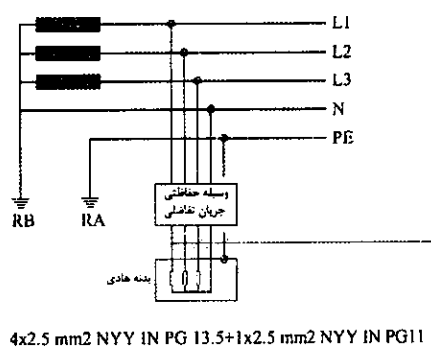 L1
L2
L3
N
PE
RB
RA
وسیله حفاظتی
جریان تفاضلی
بدنه هادی
4x2.5 mm2 NYY IN PG 13.5+1x2.5 mm2 NYY IN PG11